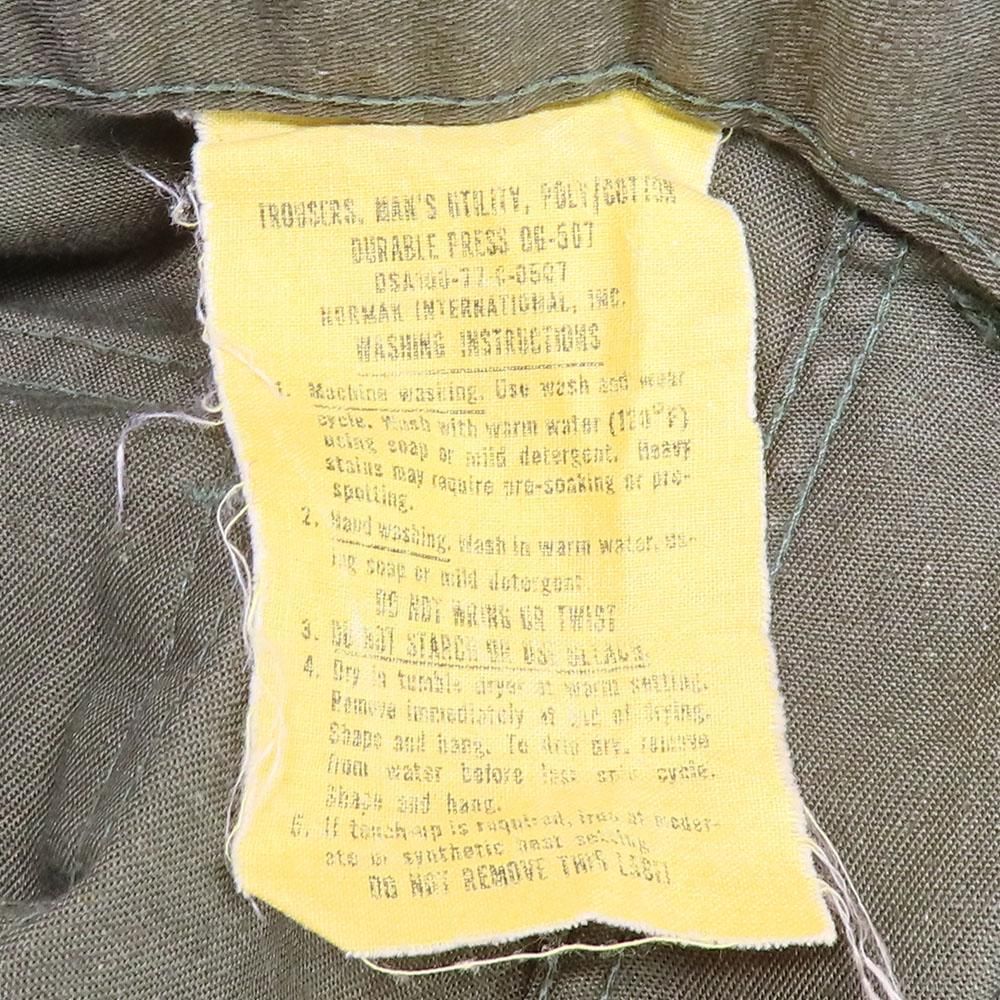 TROUSERS, MAN'S UTILITY, POLY/COTTON
DURABLE PRESS OG-507
DSA100-77-C-0507
NORMAN INTERNATIONAL, INC.
WASHING INSTRUCTIONS
1. Machine washing. Use wash and wear
cycle. Wash with warm water (120°F)
using soap or mild detergent. Heavy
stains may require pre-soaking or pre-
spotting.
2. Hand washing. Wash in warm water, us-
ing soap or mild detergent.
DO NOT WRING OR TWIST
3. DO NOT STARCH OR USE BLEACH.
4. Dry in tumble dryer at warm setting.
Remove immediately at end of drying.
Shape and hang. To drip dry, remove
from water before last spin cycle.
Shape and hang.
5. If touch-up is required, iron at moder-
ate or synthetic heat setting
DO NOT REMOVE THIS LABEL